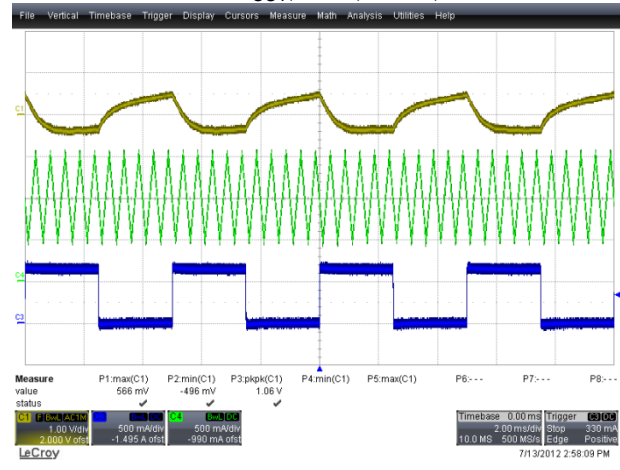 File Vertical Timebase Trigger Display Cursors Measure Math Analysis Utilities Help
C1
C4
C3
Measure P1:max(C1) P2:min(C1) P3:pkpk(C1) P4:min(C1) P5:max(C1) P6:- - - P7:- - - P8:- - -
value 566 mV -496 mV 1.06 V
status
C1 F BwL AC1M C4 BwL DC Timebase 0.00 ms Trigger C3 DC
1.00 V/div 500 mA/div 500 mA/div 2.00 ms/div Stop 330 mA
2.000 V ofst -1.495 A ofst -990 mA ofst 10.0 MS 500 MS/s Edge Positive
LeCroy 7/13/2012 2:58:09 PM